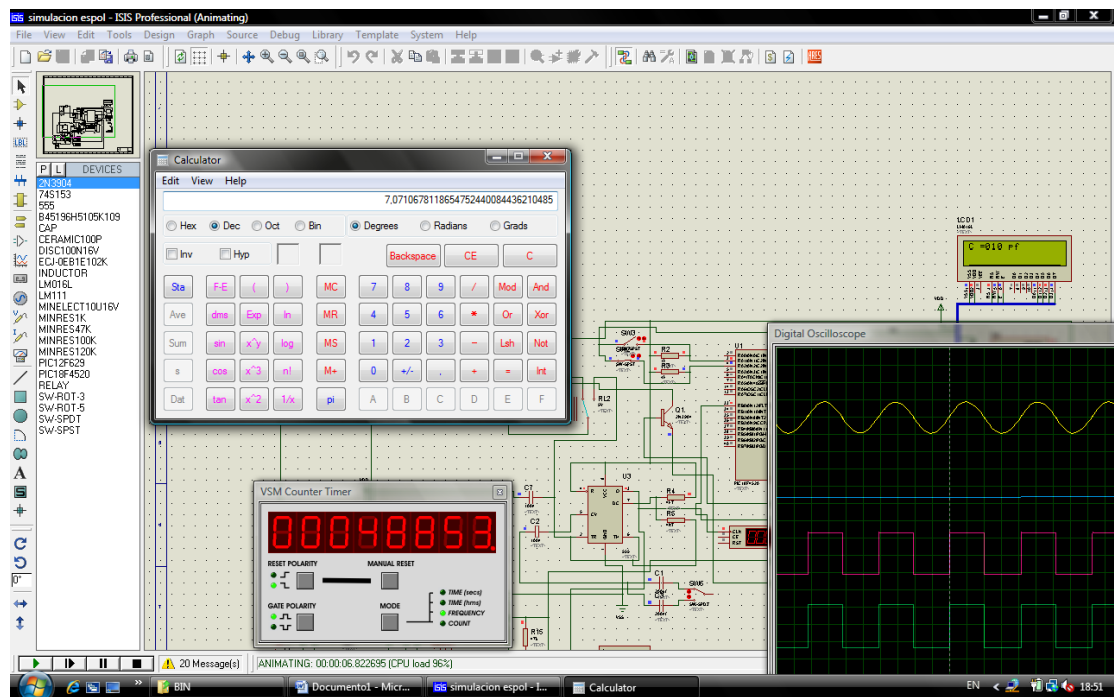 simulacion espol - ISIS Professional (Animating)
File View Edit Tools Design Graph Source Debug Library Template System Help
P L DEVICES
2N3904
74S153
555
B45196H5105K109
CAP
CERAMIC100P
DISC100N16V
ECJ-0EB1E102K
INDUCTOR
LM016L
LM111
MINELECT10U16V
MINRES1K
MINRES47K
MINRES100K
MINRES120K
PIC12F629
PIC18F4520
RELAY
SW-ROT-3
SW-ROT-5
SW-SPDT
SW-SPST
Calculator
Edit View Help
7,0710678118654752440084436210485
Hex Dec Oct Bin Degrees Radians Grads
Inv Hyp Backspace CE C
Sta F-E ( ) MC 7 8 9 / Mod And
Ave dms Exp ln MR 4 5 6 * Or Xor
Sum sin x^y log MS 1 2 3 - Lsh Not
s cos x^3 n! M+ 0 +/- , + = Int
Dat tan x^2 1/x pi A B C D E F
LCD1
LM016L
C =010 pf
Digital Oscilloscope
SW3
R2
R3
U1
RL2
Q1
U3
R4
R5
C7
C2
C1
SW6
R15
VSM Counter Timer
00048853
RESET POLARITY MANUAL RESET
GATE POLARITY MODE
TIME (secs)
TIME (hms)
FREQUENCY
COUNT
0°
20 Message(s) ANIMATING: 00:00:06.822695 (CPU load 96%)
BIN Documento1 - Micr... simulacion espol - I... Calculator EN 18:51